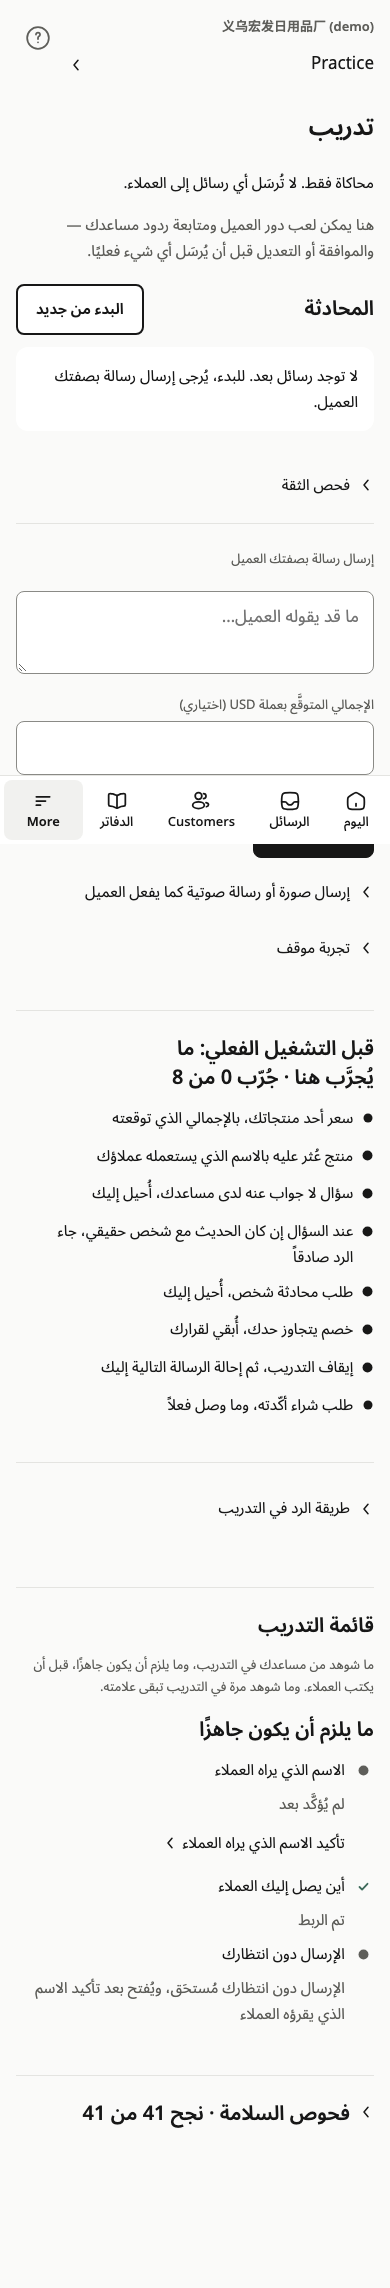 义乌宏发日用品厂 (demo)
Practice
تدريب
محاكاة فقط. لا تُرسَل أي رسائل إلى العملاء.
هنا يمكن لعب دور العميل ومتابعة ردود مساعدك —
والموافقة أو التعديل قبل أن يُرسَل أي شيء فعليًا.
المحادثة
البدء من جديد
لا توجد رسائل بعد. للبدء، يُرجى إرسال رسالة بصفتك
العميل.
فحص الثقة
إرسال رسالة بصفتك العميل
ما قد يقوله العميل...
الإجمالي المتوقَّع بعملة USD (اختياري)
اليوم
الرسائل
Customers
الدفاتر
More
إرسال صورة أو رسالة صوتية كما يفعل العميل
تجربة موقف
قبل التشغيل الفعلي: ما
يُجرَّب هنا · جُرّب 0 من 8
سعر أحد منتجاتك، بالإجمالي الذي توقعته
منتج عُثر عليه بالاسم الذي يستعمله عملاؤك
سؤال لا جواب عنه لدى مساعدك، أُحيل إليك
عند السؤال إن كان الحديث مع شخص حقيقي، جاء
الرد صادقاً
طلب محادثة شخص، أُحيل إليك
خصم يتجاوز حدك، أُبقي لقرارك
إيقاف التدريب، ثم إحالة الرسالة التالية إليك
طلب شراء أكّدته، وما وصل فعلاً
طريقة الرد في التدريب
قائمة التدريب
ما شوهد من مساعدك في التدريب، وما يلزم أن يكون جاهزًا، قبل أن
يكتب العملاء. وما شوهد مرة في التدريب تبقى علامته.
ما يلزم أن يكون جاهزًا
الاسم الذي يراه العملاء
لم يُؤكَّد بعد
تأكيد الاسم الذي يراه العملاء
أين يصل إليك العملاء
تم الربط
الإرسال دون انتظارك
الإرسال دون انتظارك مُستحَق، ويُفتح بعد تأكيد الاسم
الذي يقرؤه العملاء
فحوص السلامة · نجح 41 من 41